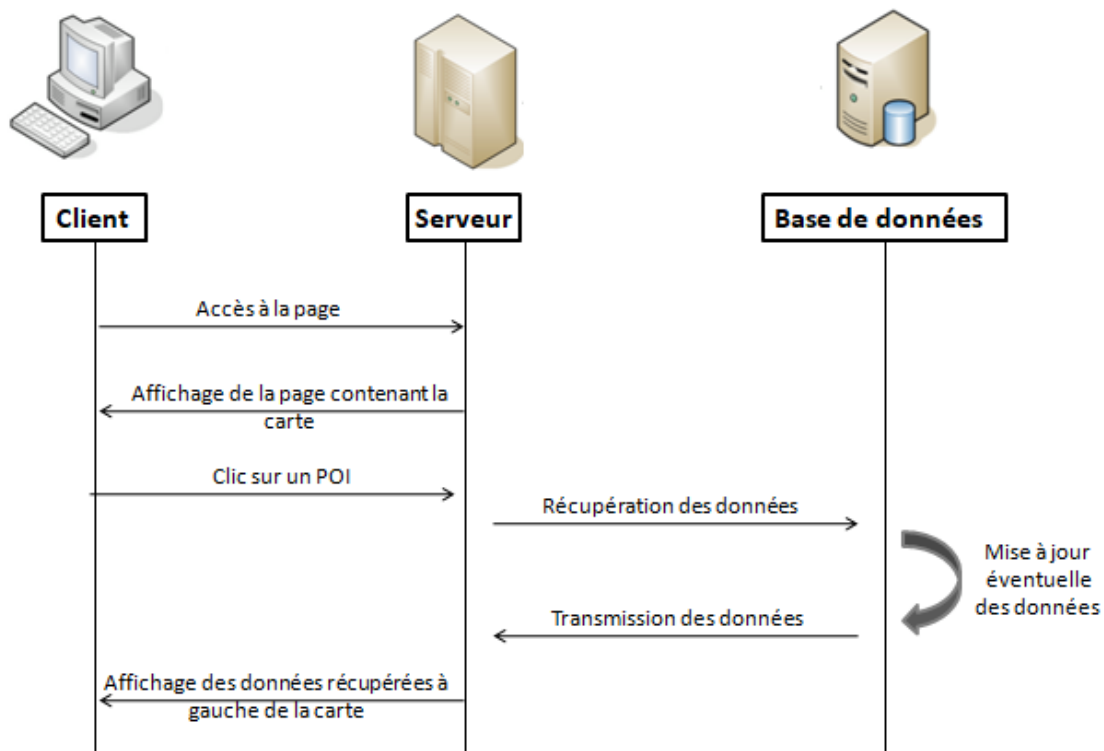 Client
Serveur
Base de données
Accès à la page
Affichage de la page contenant la
carte
Clic sur un POI
Récupération des données
Mise à jour
éventuelle
des données
Transmission des données
Affichage des données récupérées à
gauche de la carte